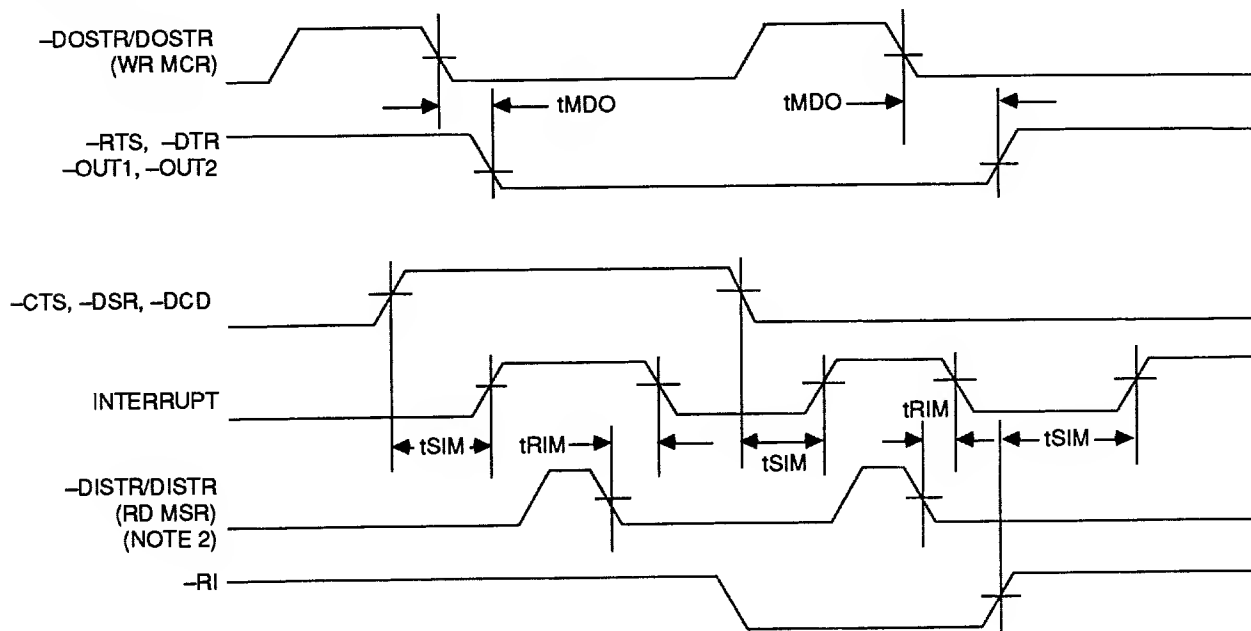 –DOSTR/DOSTR
(WR MCR)
tMDO
tMDO
–RTS, –DTR
–OUT1, –OUT2
–CTS, –DSR, –DCD
INTERRUPT
tSIM
tRIM
tSIM
tRIM
tSIM
–DISTR/DISTR
(RD MSR)
(NOTE 2)
–RI